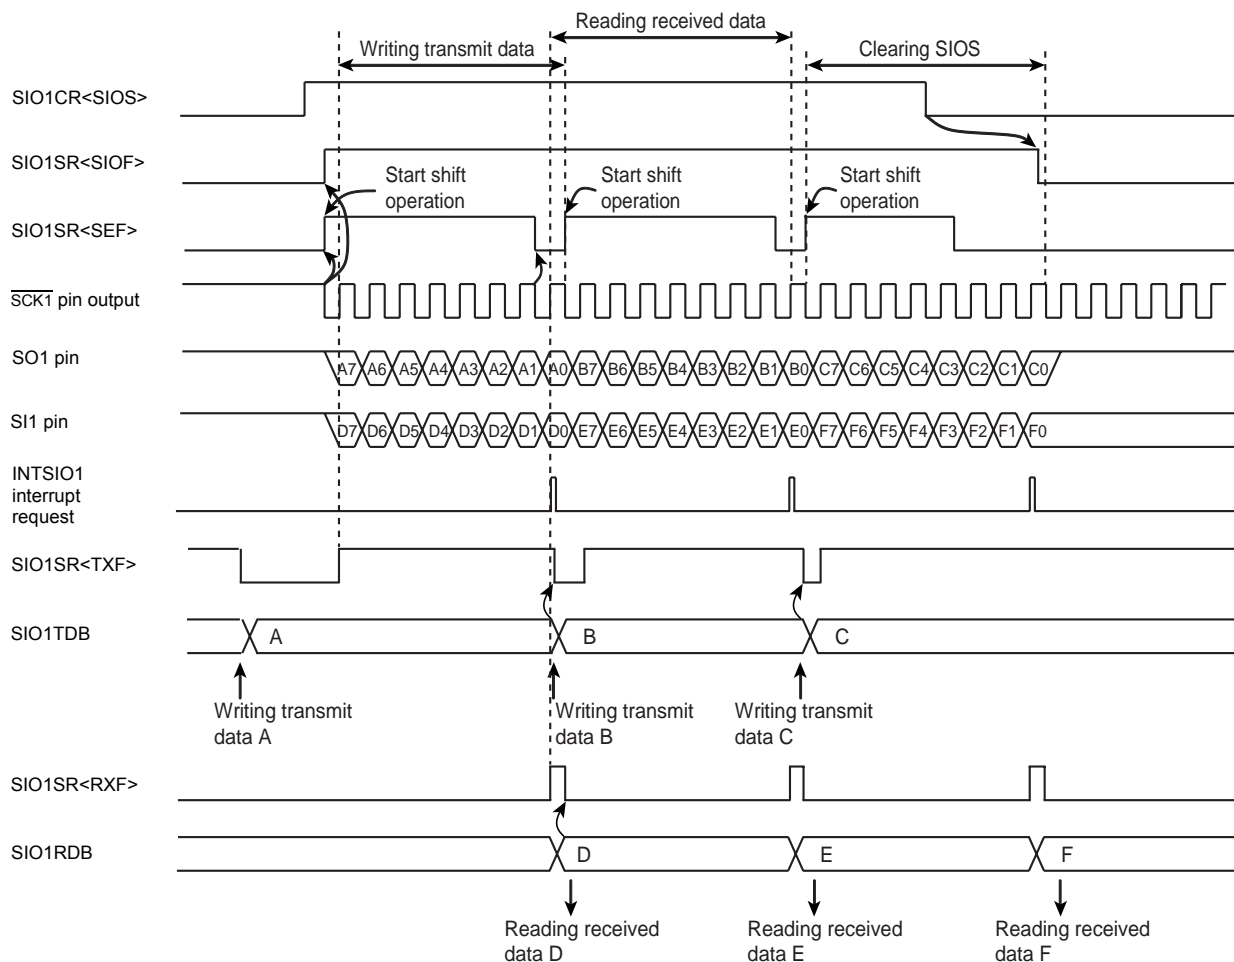 Reading received data
Writing transmit data
Clearing SIOS
SIO1CR<SIOS>
SIO1SR<SIOF>
Start shift
operation
Start shift
operation
Start shift
operation
SIO1SR<SEF>
SCK1 pin output
SO1 pin
A7 A6 A5 A4 A3 A2 A1 A0 B7 B6 B5 B4 B3 B2 B1 B0 C7 C6 C5 C4 C3 C2 C1 C0
SI1 pin
D7 D6 D5 D4 D3 D2 D1 D0 E7 E6 E5 E4 E3 E2 E1 E0 F7 F6 F5 F4 F3 F2 F1 F0
INTSIO1
interrupt
request
SIO1SR<TXF>
SIO1TDB
A
B
C
Writing transmit
data A
Writing transmit
data B
Writing transmit
data C
SIO1SR<RXF>
SIO1RDB
D
E
F
Reading received
data D
Reading received
data E
Reading received
data F